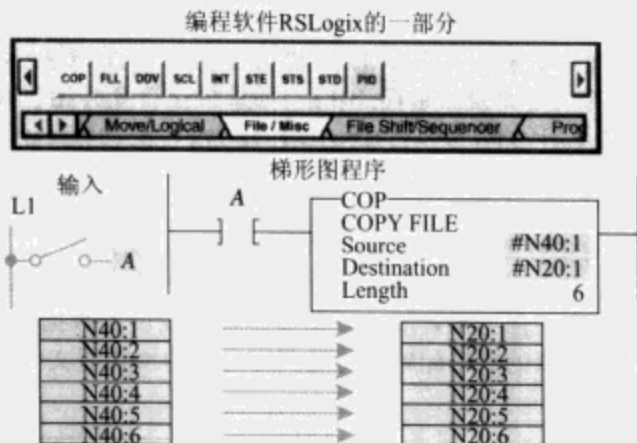 编程软件RSLogix的一部分
COP FLL DDV SCL INT STE STS STD PID
Move/Logical File / Misc File Shift/Sequencer Pro
梯形图程序
输入
L1
A
A
COP
COPY FILE
Source #N40:1
Destination #N20:1
Length 6
N40:1 N20:1
N40:2 N20:2
N40:3 N20:3
N40:4 N20:4
N40:5 N20:5
N40:6 N20:6